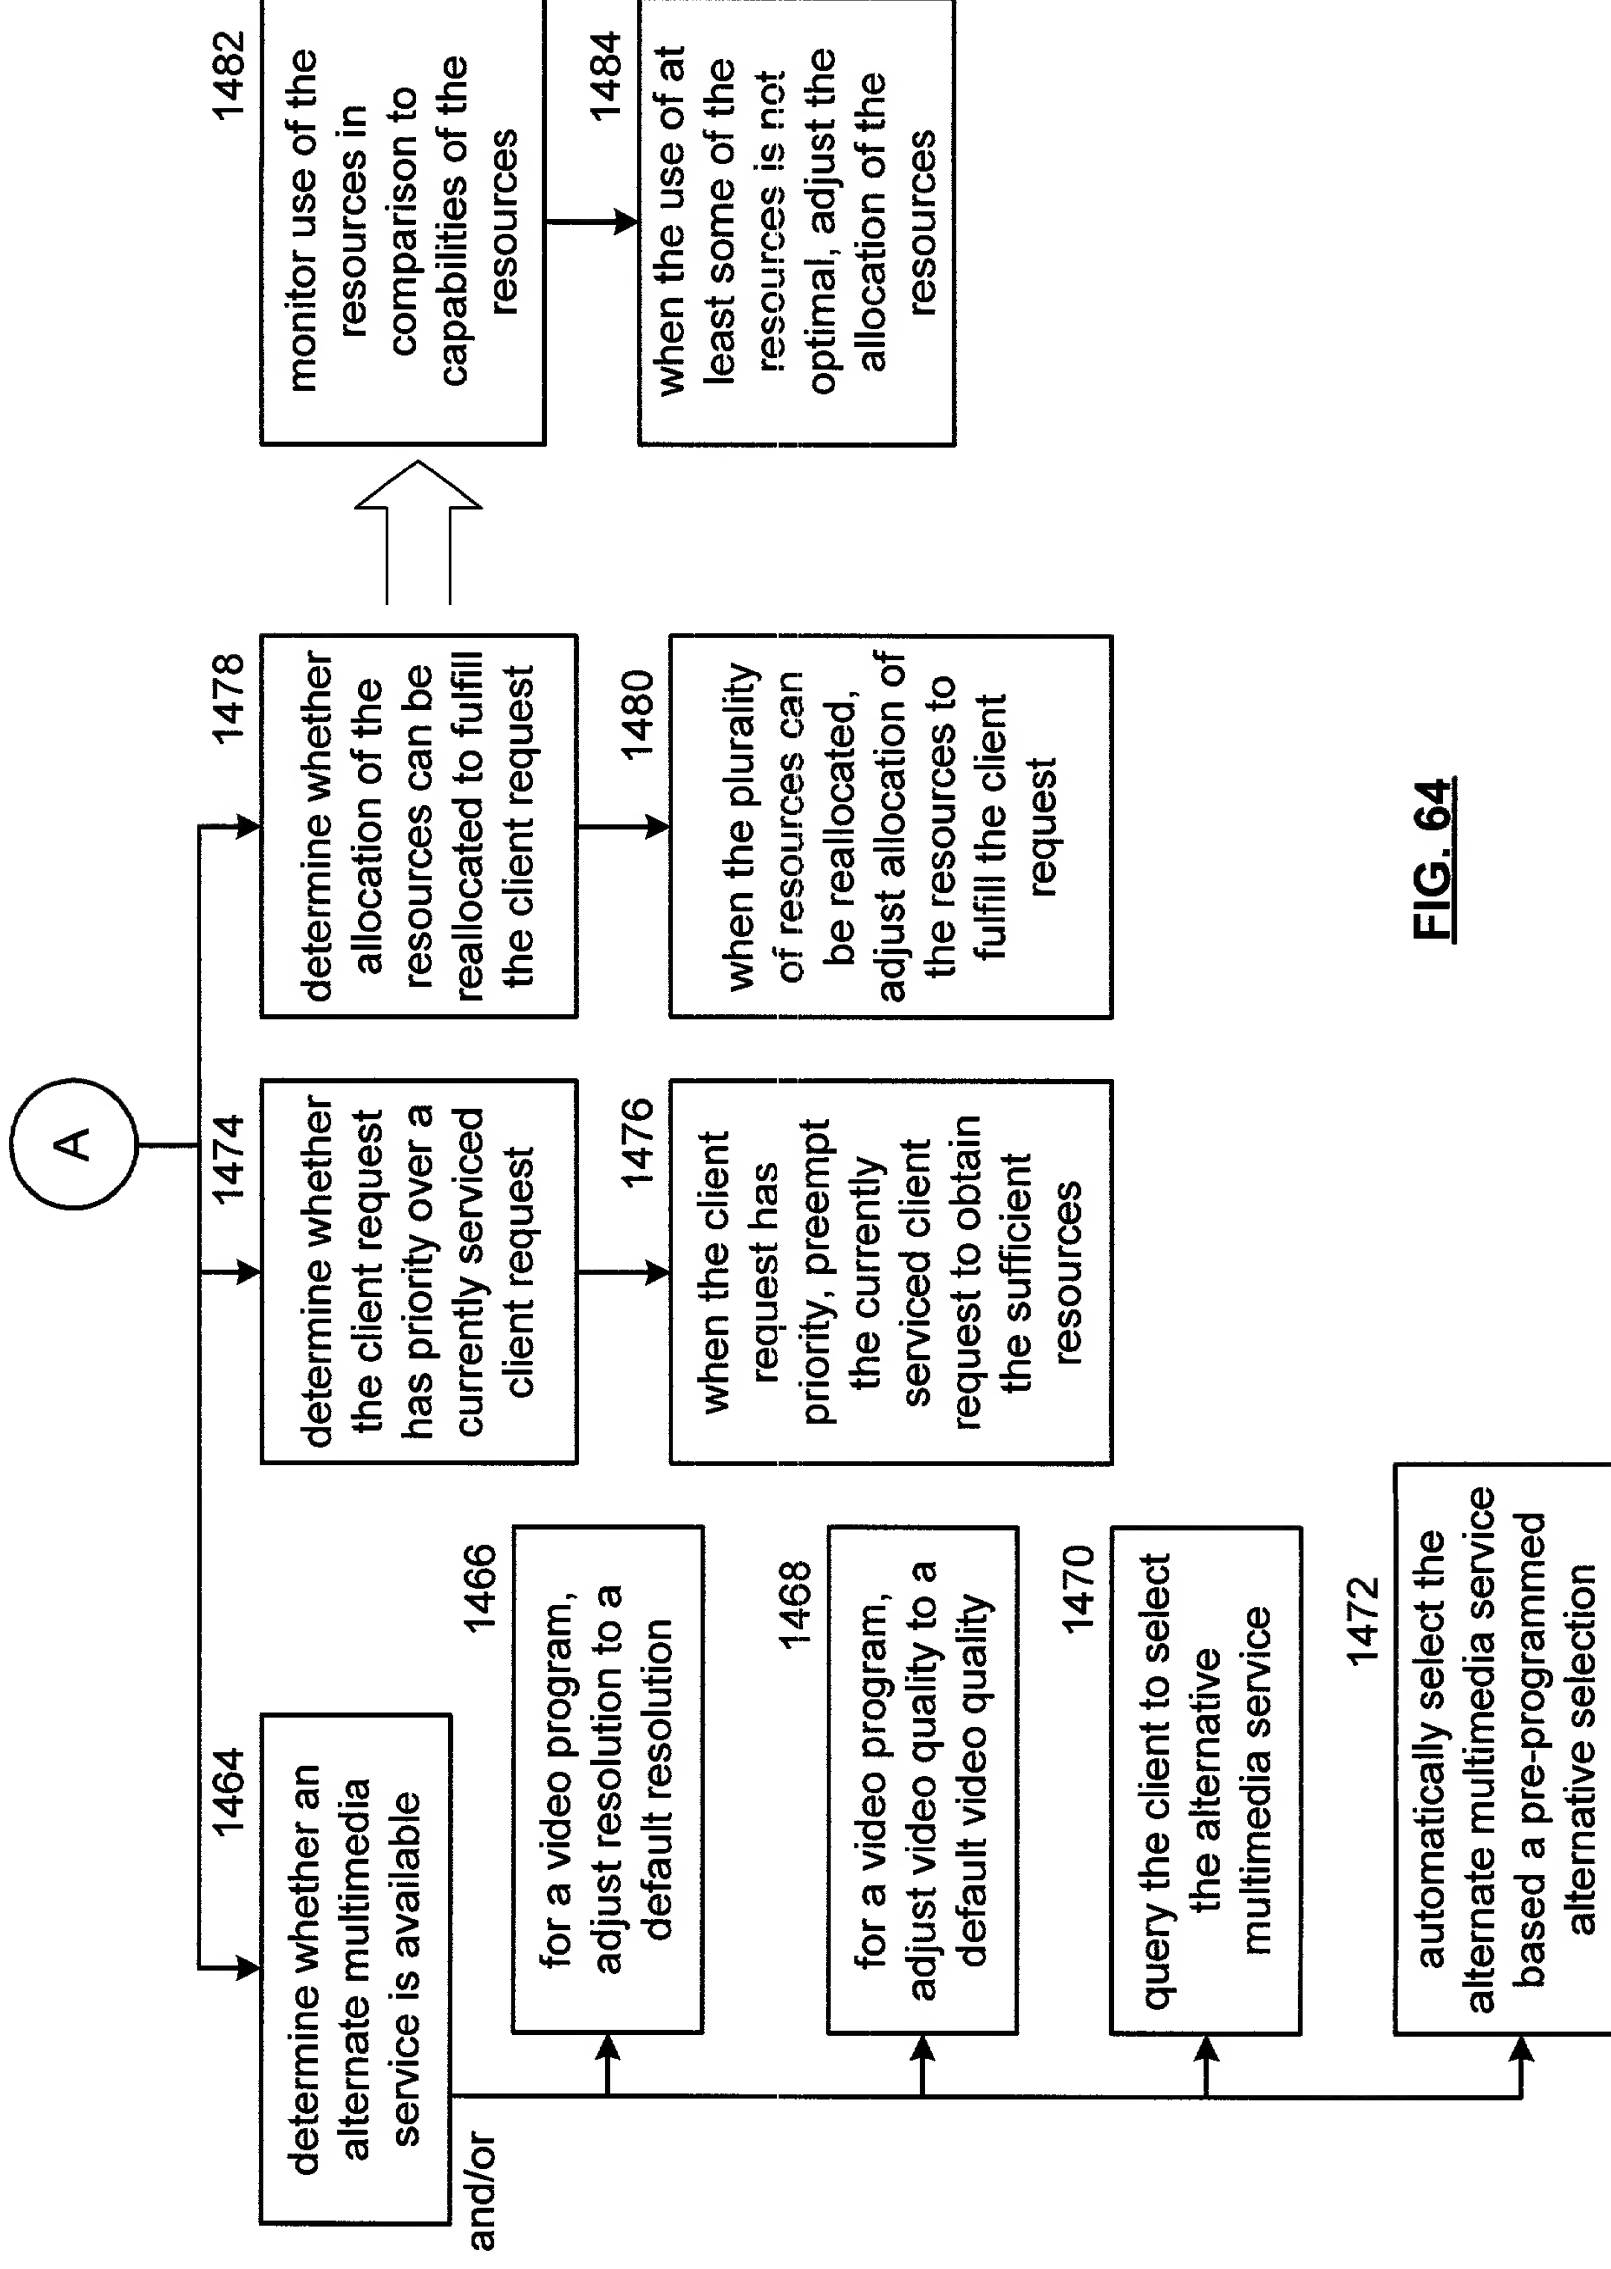 A
1464
determine whether an
alternate multimedia
service is available
and/or
1466
for a video program,
adjust resolution to a
default resolution
1468
for a video program,
adjust video quality to a
default video quality
1470
query the client to select
the alternative
multimedia service
1472
automatically select the
alternate multimedia service
based a pre-programmed
alternative selection
1474
determine whether
the client request
has priority over a
currently serviced
client request
1476
when the client
request has
priority, preempt
the currently
serviced client
request to obtain
the sufficient
resources
1478
determine whether
allocation of the
resources can be
reallocated to fulfill
the client request
1480
when the plurality
of resources can
be reallocated,
adjust allocation of
the resources to
fulfill the client
request
1482
monitor use of the
resources in
comparison to
capabilities of the
resources
1484
when the use of at
least some of the
resources is not
optimal, adjust the
allocation of the
resources
FIG. 64